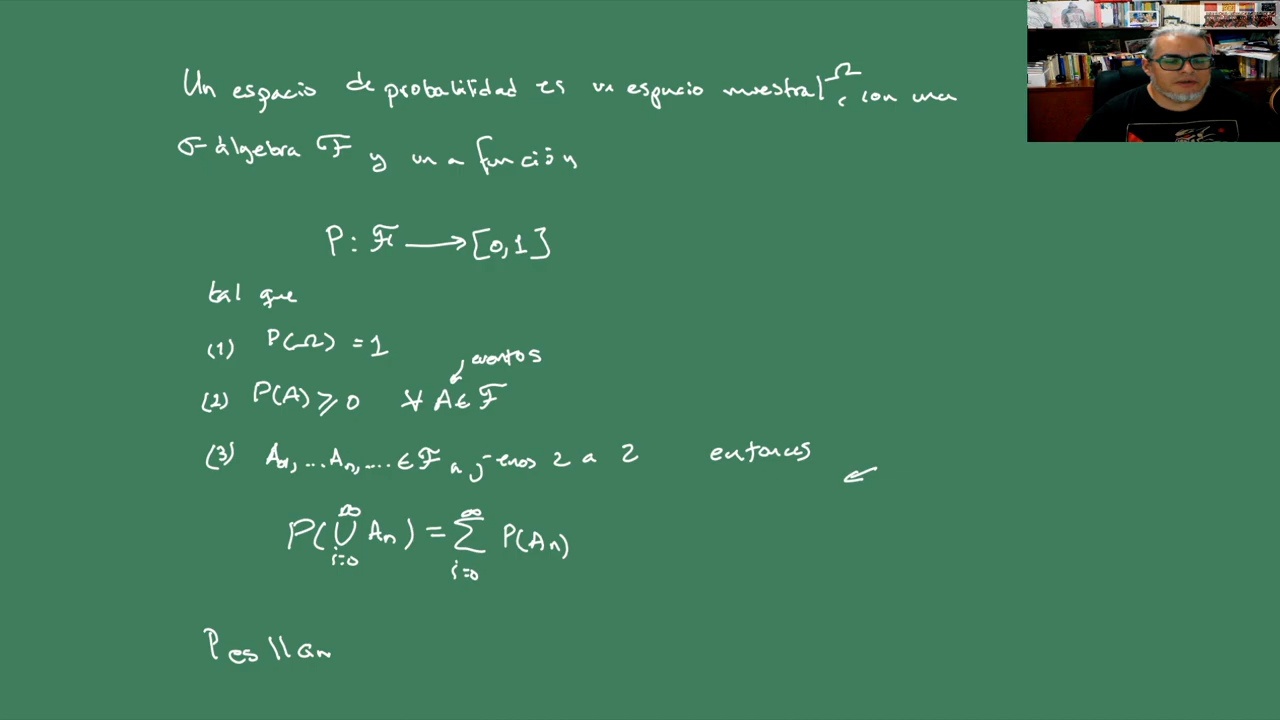 Un espacio de probabilidad es un espacio muestral Ω, con una
σ-álgebra F y una función
P: F → [0,1]
tal que
(1) P(Ω) = 1
eventos
(2) P(A) ≥ 0 ∀ A ∈ F
(3) A₁, ... Aₙ, ... ∈ F ajenos 2 a 2 entonces
P(⋃_{i=0}^{∞} Aₙ) = ∑_{i=0}^{∞} P(Aₙ)
P es llam